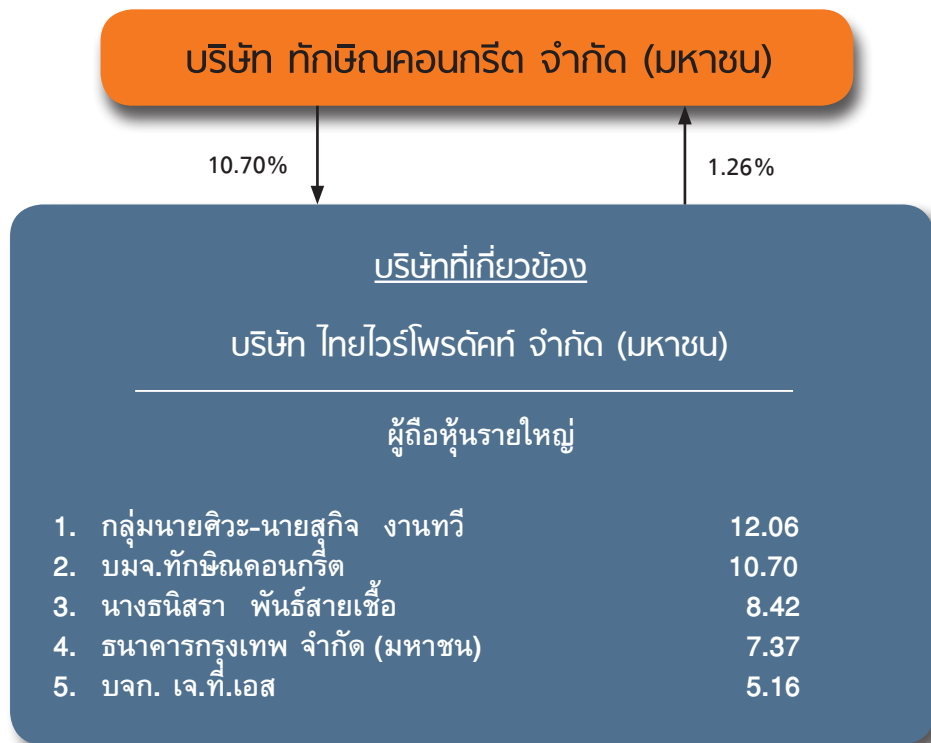 บริษัท ทักษิณคอนกรีต จำกัด (มหาชน)
10.70% 1.26%
บริษัทที่เกี่ยวข้อง
บริษัท ไทยไวร์โพรดัคท์ จำกัด (มหาชน)
ผู้ถือหุ้นรายใหญ่
1. กลุ่มนายศิวะ-นายสุกิจ งานทวี 12.06
2. บมจ.ทักษิณคอนกรีต 10.70
3. นางธนิสรา พันธ์สายเชื้อ 8.42
4. ธนาคารกรุงเทพ จำกัด (มหาชน) 7.37
5. บจก. เจ.ที.เอส 5.16